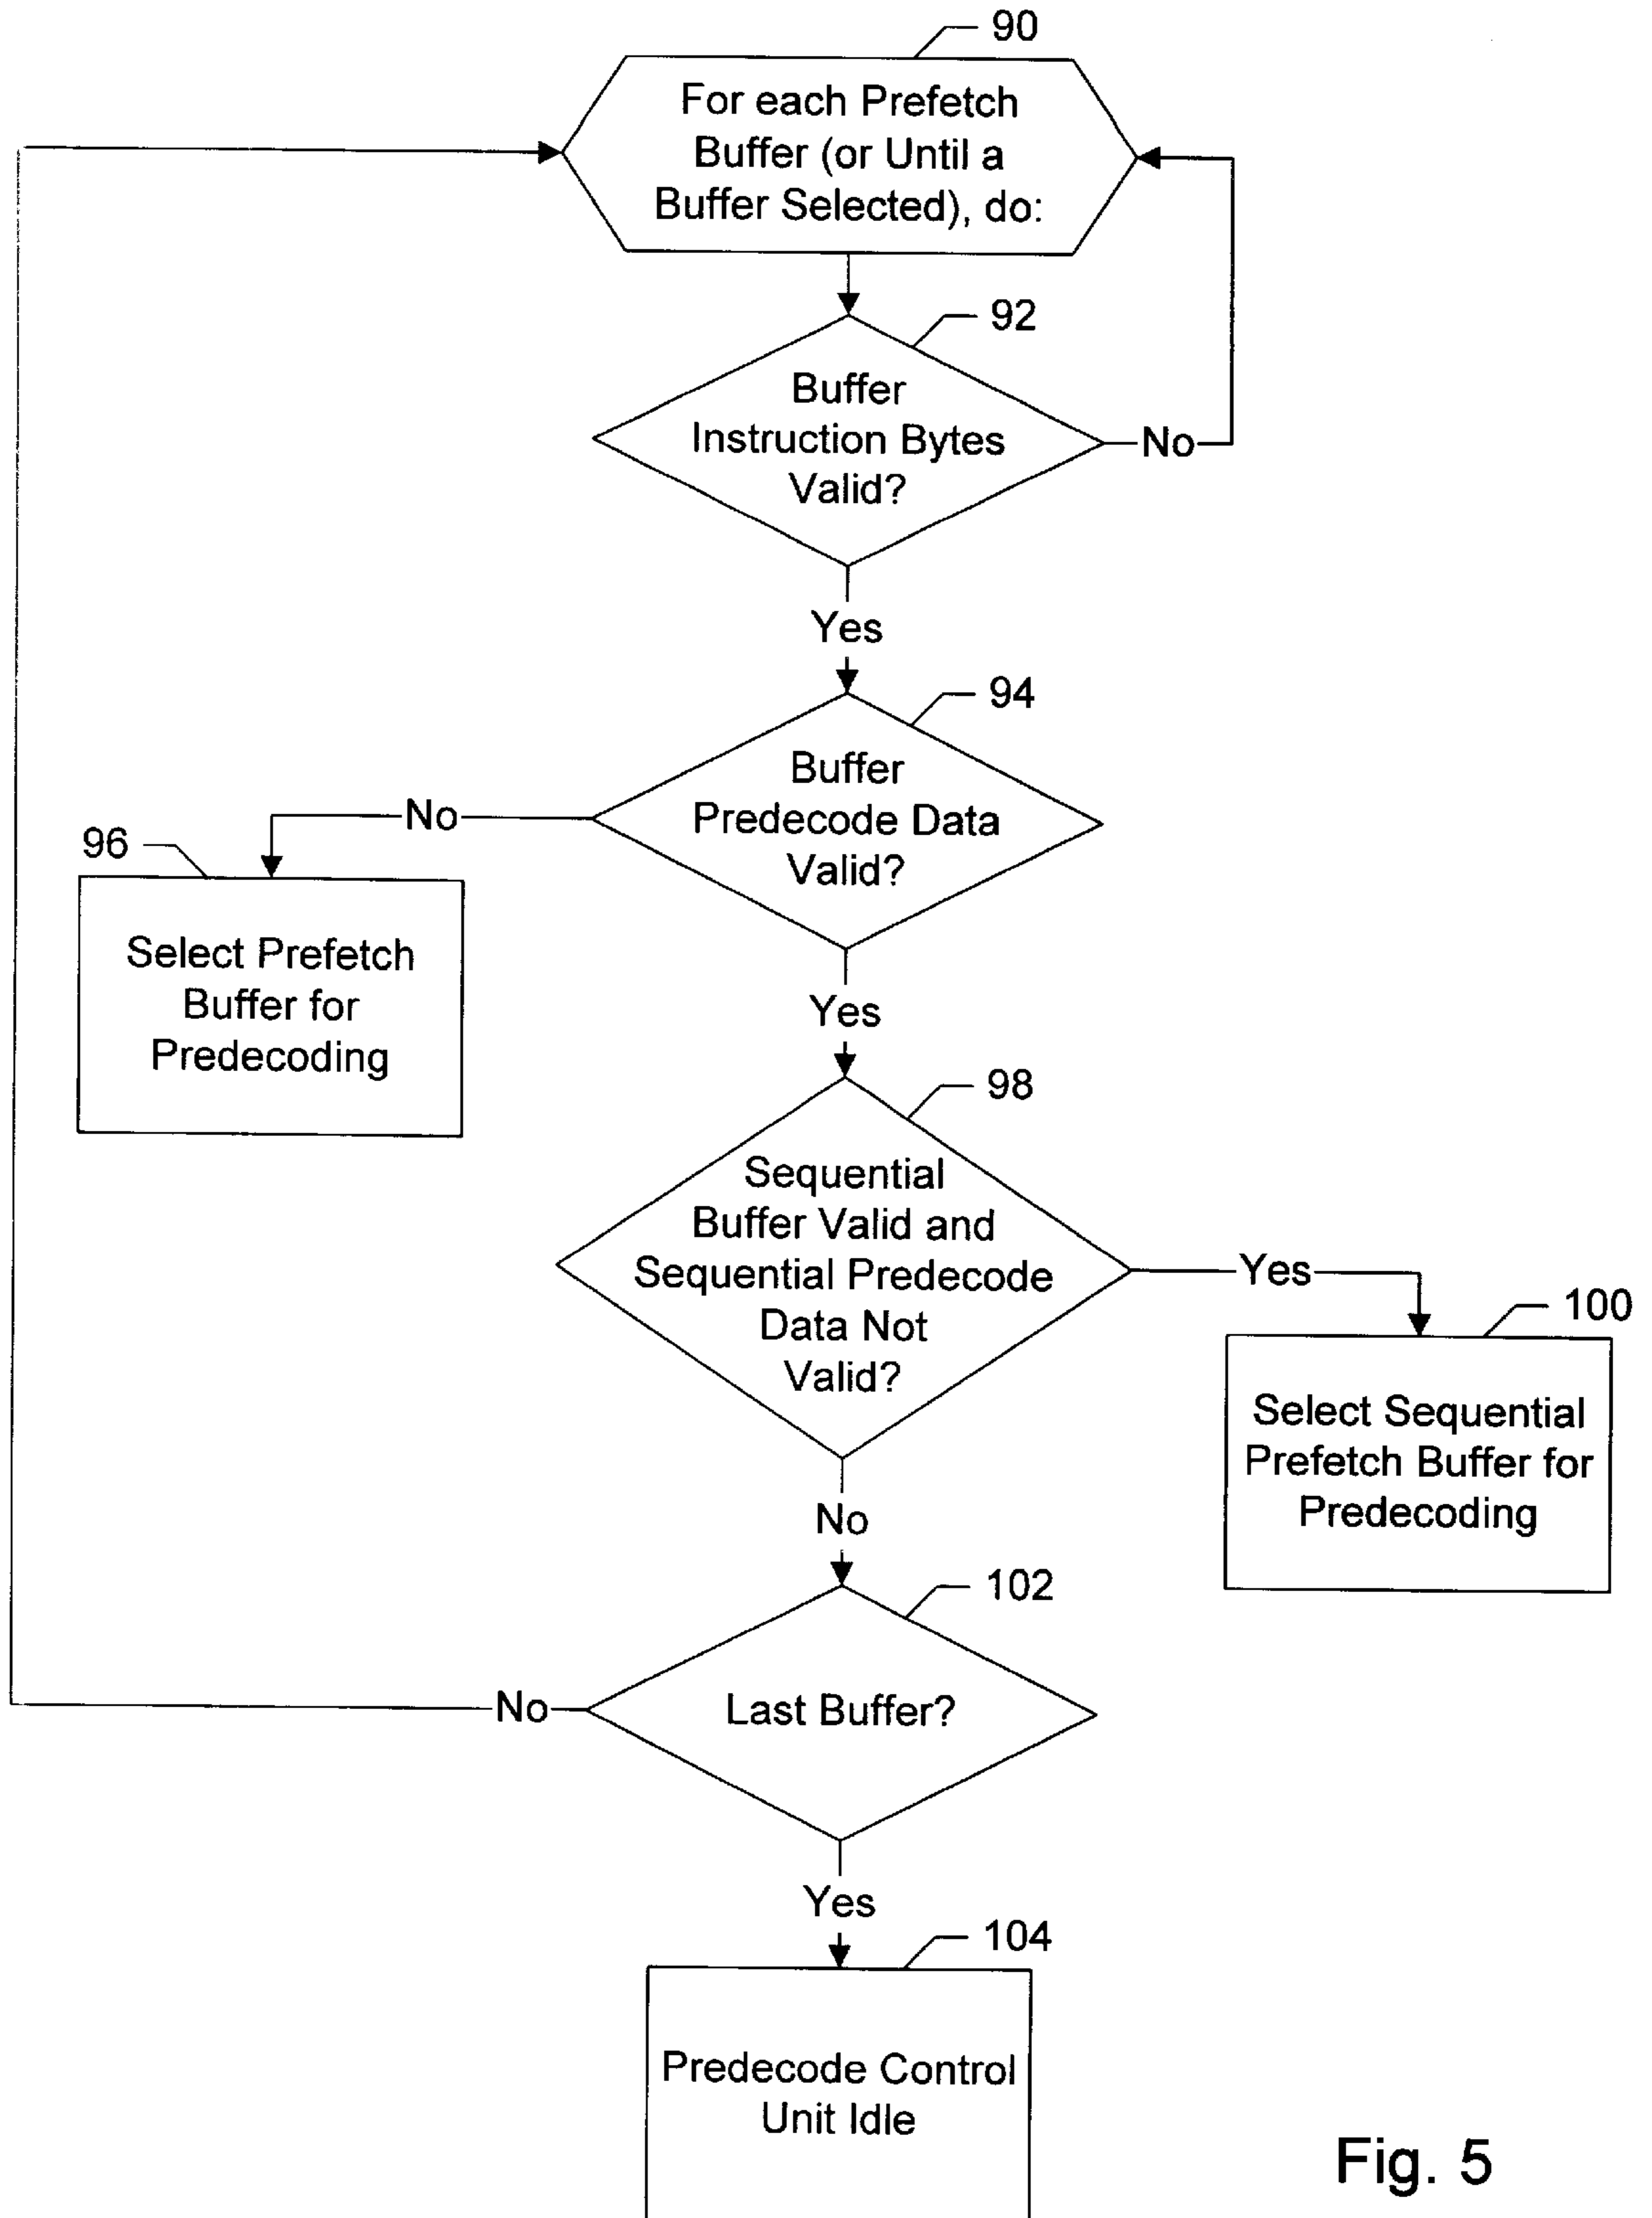 90
For each Prefetch
Buffer (or Until a
Buffer Selected), do:
92
Buffer
Instruction Bytes
Valid?
No
Yes
94
Buffer
Predecode Data
Valid?
No
96
Select Prefetch
Buffer for
Predecoding
Yes
98
Sequential
Buffer Valid and
Sequential Predecode
Data Not
Valid?
Yes
100
Select Sequential
Prefetch Buffer for
Predecoding
No
102
Last Buffer?
No
Yes
104
Predecode Control
Unit Idle
Fig. 5